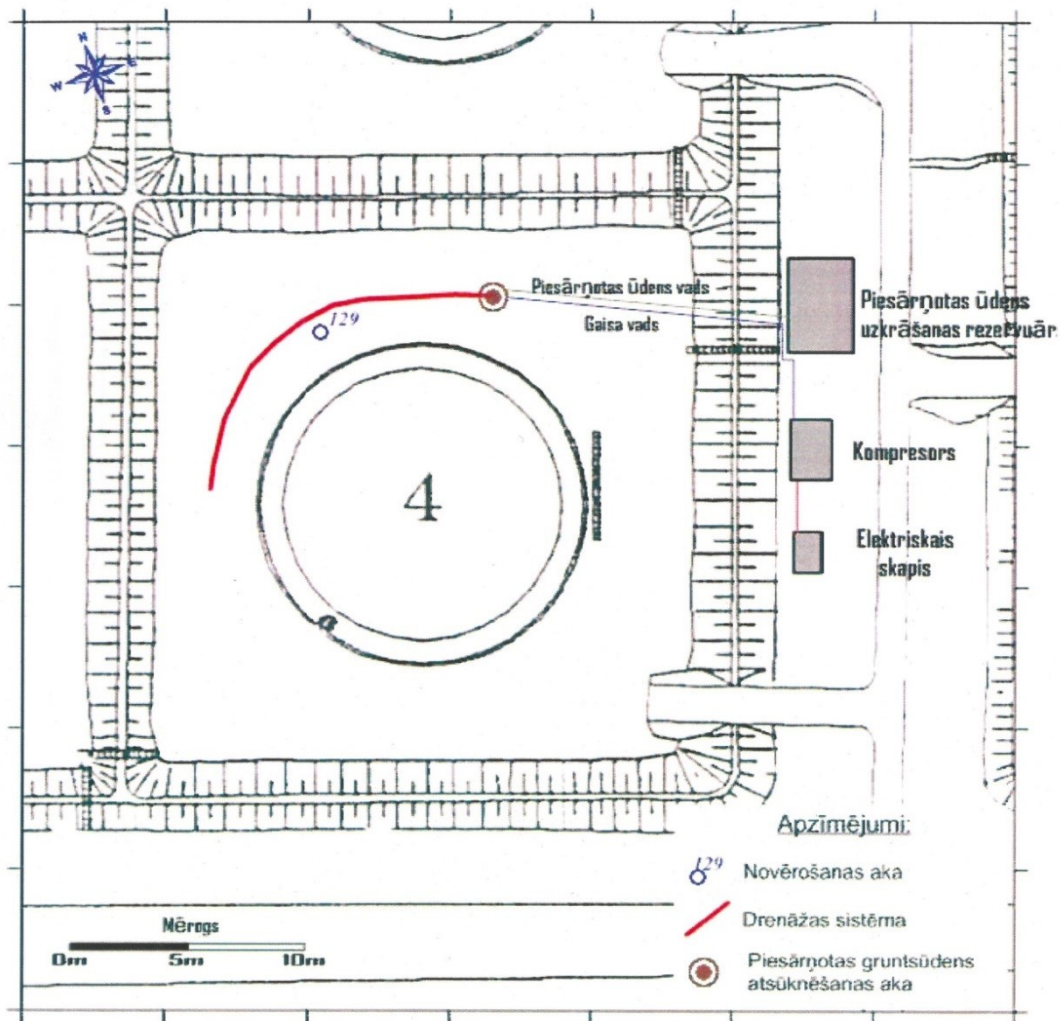 N
E
W
S
Piesārņotas ūdens vads
Gaisa vads
129
Piesārņotas ūdens
uzkrāšanas rezervuār
Kompresors
Elektriskais
skapis
4
Apzīmējumi:
129
Novērošanas aka
Drenāžas sistēma
Piesārņotas gruntsūdens
atsūknēšanas aka
Mērogs
0m 5m 10m